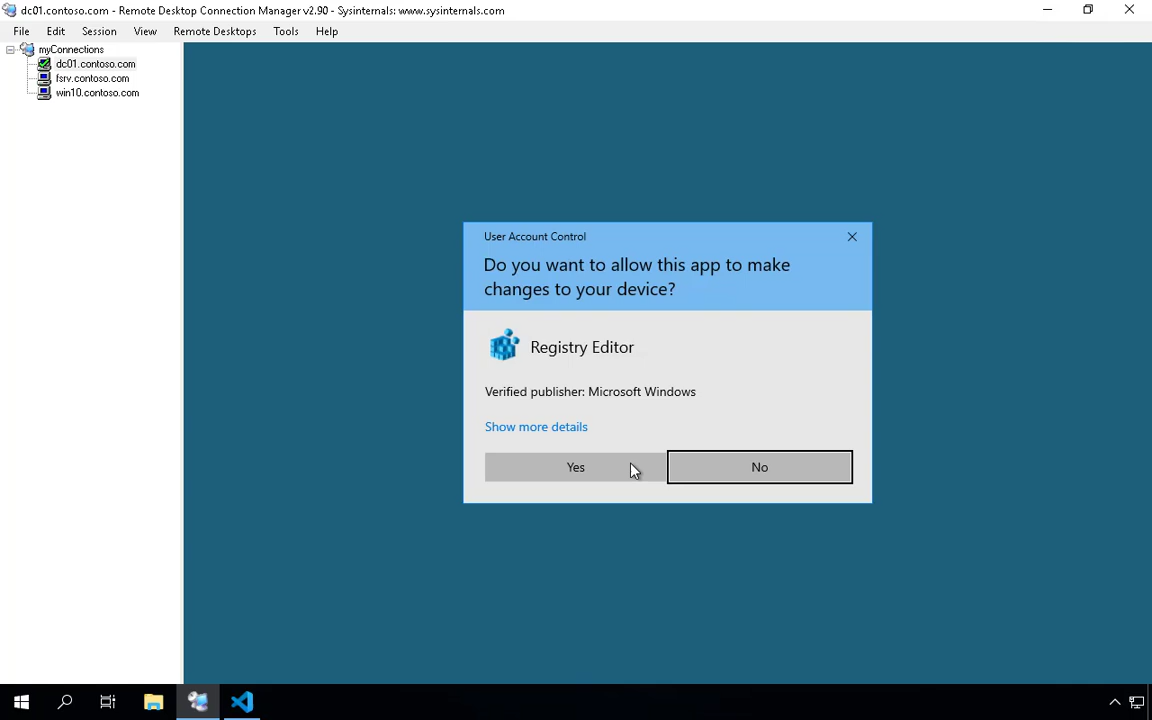 dc01.contoso.com - Remote Desktop Connection Manager v2.90 - Sysinternals: www.sysinternals.com
File Edit Session View Remote Desktops Tools Help
myConnections
dc01.contoso.com
fsrv.contoso.com
win10.contoso.com
User Account Control
Do you want to allow this app to make
changes to your device?
Registry Editor
Verified publisher: Microsoft Windows
Show more details
Yes No